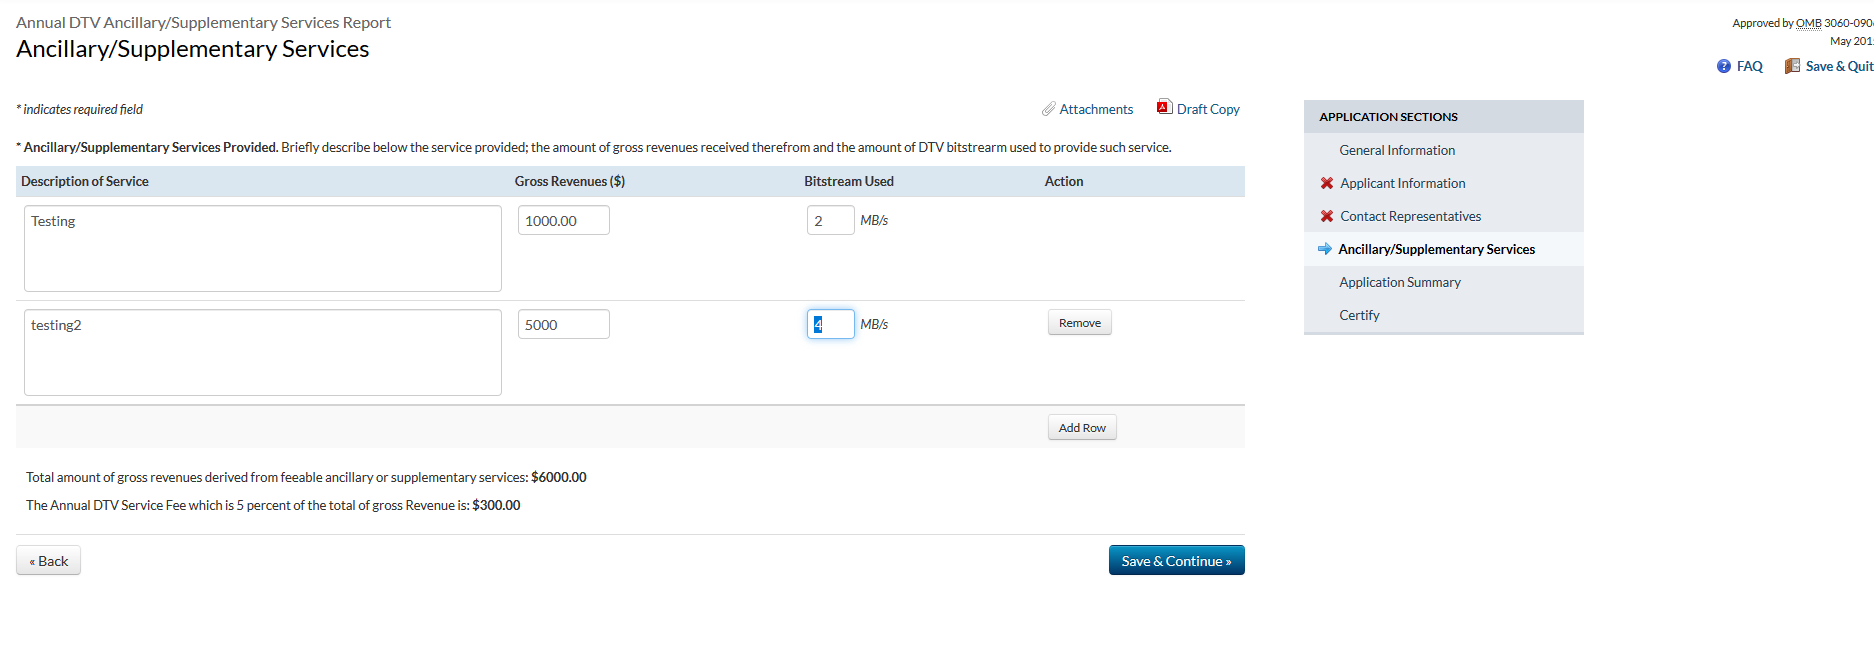 Annual DTV Ancillary/Supplementary Services Report
Ancillary/Supplementary Services
Approved by OMB 3060-090
May 201
FAQ Save & Quit
* indicates required field
Attachments Draft Copy
* Ancillary/Supplementary Services Provided. Briefly describe below the service provided; the amount of gross revenues received therefrom and the amount of DTV bitstrearm used to provide such service.
Description of Service Gross Revenues ($) Bitstream Used Action
Testing 1000.00 2 MB/s
testing2 5000 4 MB/s Remove
Add Row
Total amount of gross revenues derived from feeable ancillary or supplementary services: $6000.00
The Annual DTV Service Fee which is 5 percent of the total of gross Revenue is: $300.00
« Back Save & Continue »
APPLICATION SECTIONS
General Information
Applicant Information
Contact Representatives
Ancillary/Supplementary Services
Application Summary
Certify